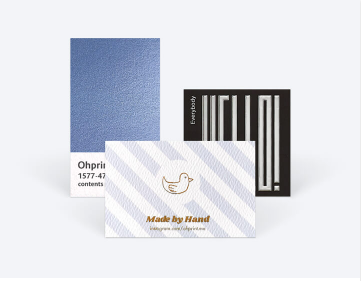 Ohprin
1577-47
contents
Everybody
HELLO!
Made by Hand
instagram.com/ohprint.me